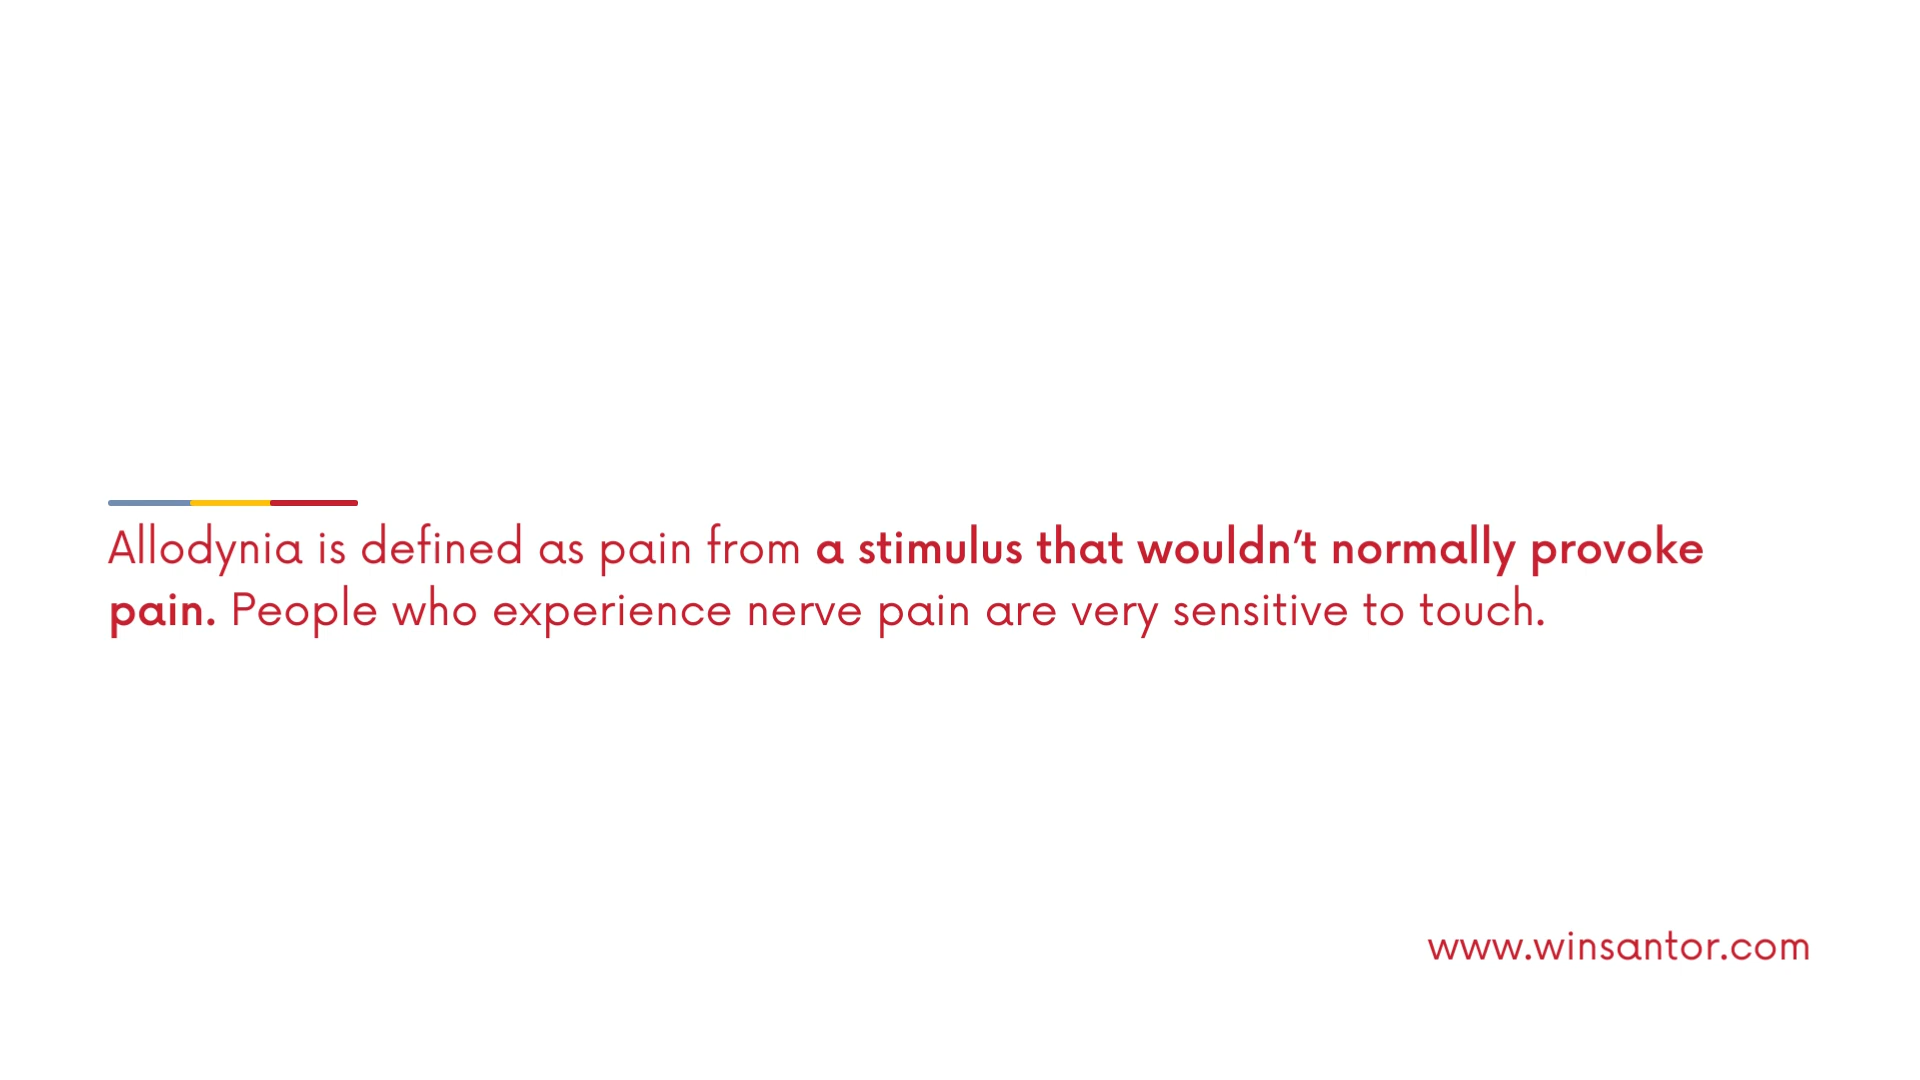 Allodynia is defined as pain from a stimulus that wouldn’t normally provoke
pain. People who experience nerve pain are very sensitive to touch.
www.winsantor.com